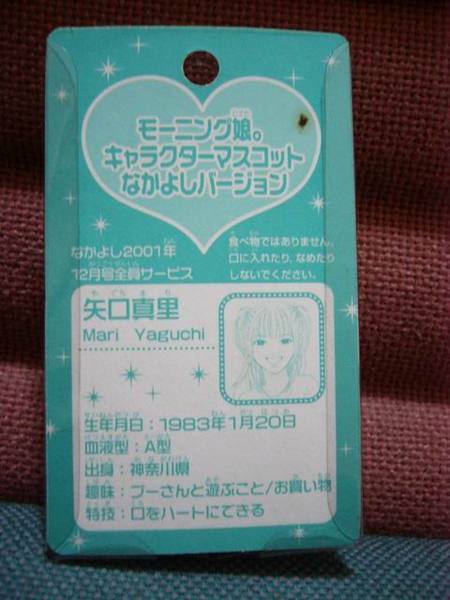 モーニング娘。
キャラクターマスコット
なかよしバージョン
なかよし2001年
12月号全員サービス
食べ物ではありません。
口に入れたり、なめたり
しないでください。
矢口真里
Mari Yaguchi
生年月日：1983年1月20日
血液型：A型
出身：神奈川県
趣味：プーさんと遊ぶこと/お買い物
特技：口をハートにできる